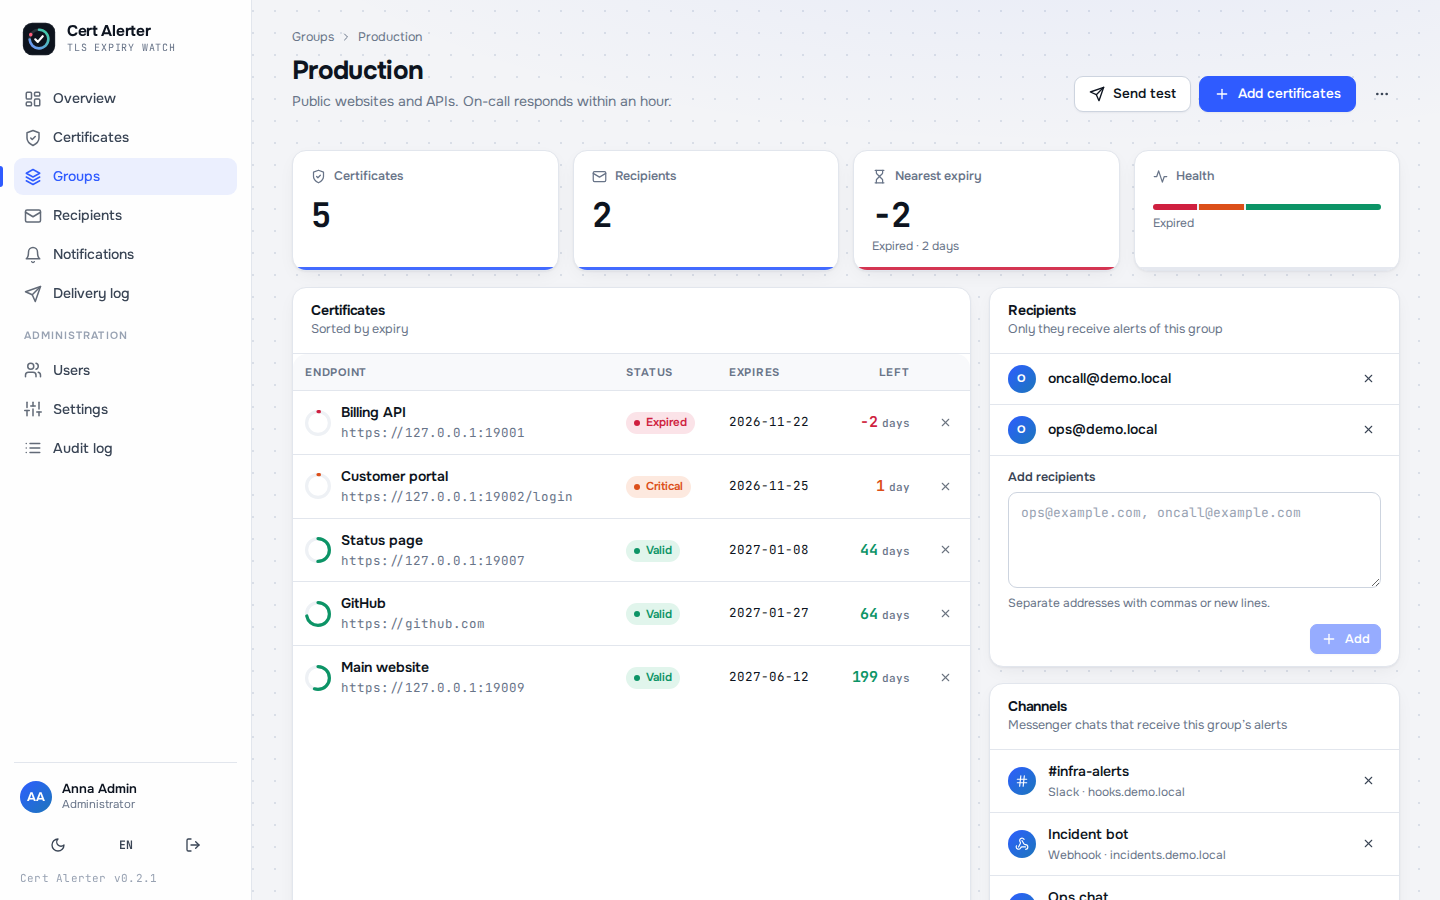 Cert Alerter
TLS EXPIRY WATCH
Overview
Certificates
Groups
Recipients
Notifications
Delivery log
ADMINISTRATION
Users
Settings
Audit log
AA
Anna Admin
Administrator
EN
Cert Alerter v0.2.1
Groups > Production
Production
Public websites and APIs. On-call responds within an hour.
Send test
Add certificates
Certificates
5
Recipients
2
Nearest expiry
-2
Expired · 2 days
Health
Expired
Certificates
Sorted by expiry
ENDPOINT STATUS EXPIRES LEFT
Billing API
https://127.0.0.1:19001
Expired 2026-11-22 -2 days
Customer portal
https://127.0.0.1:19002/login
Critical 2026-11-25 1 day
Status page
https://127.0.0.1:19007
Valid 2027-01-08 44 days
GitHub
https://github.com
Valid 2027-01-27 64 days
Main website
https://127.0.0.1:19009
Valid 2027-06-12 199 days
Recipients
Only they receive alerts of this group
O oncall@demo.local
O ops@demo.local
Add recipients
ops@example.com, oncall@example.com
Separate addresses with commas or new lines.
Add
Channels
Messenger chats that receive this group's alerts
#infra-alerts
Slack · hooks.demo.local
Incident bot
Webhook · incidents.demo.local
Ops chat